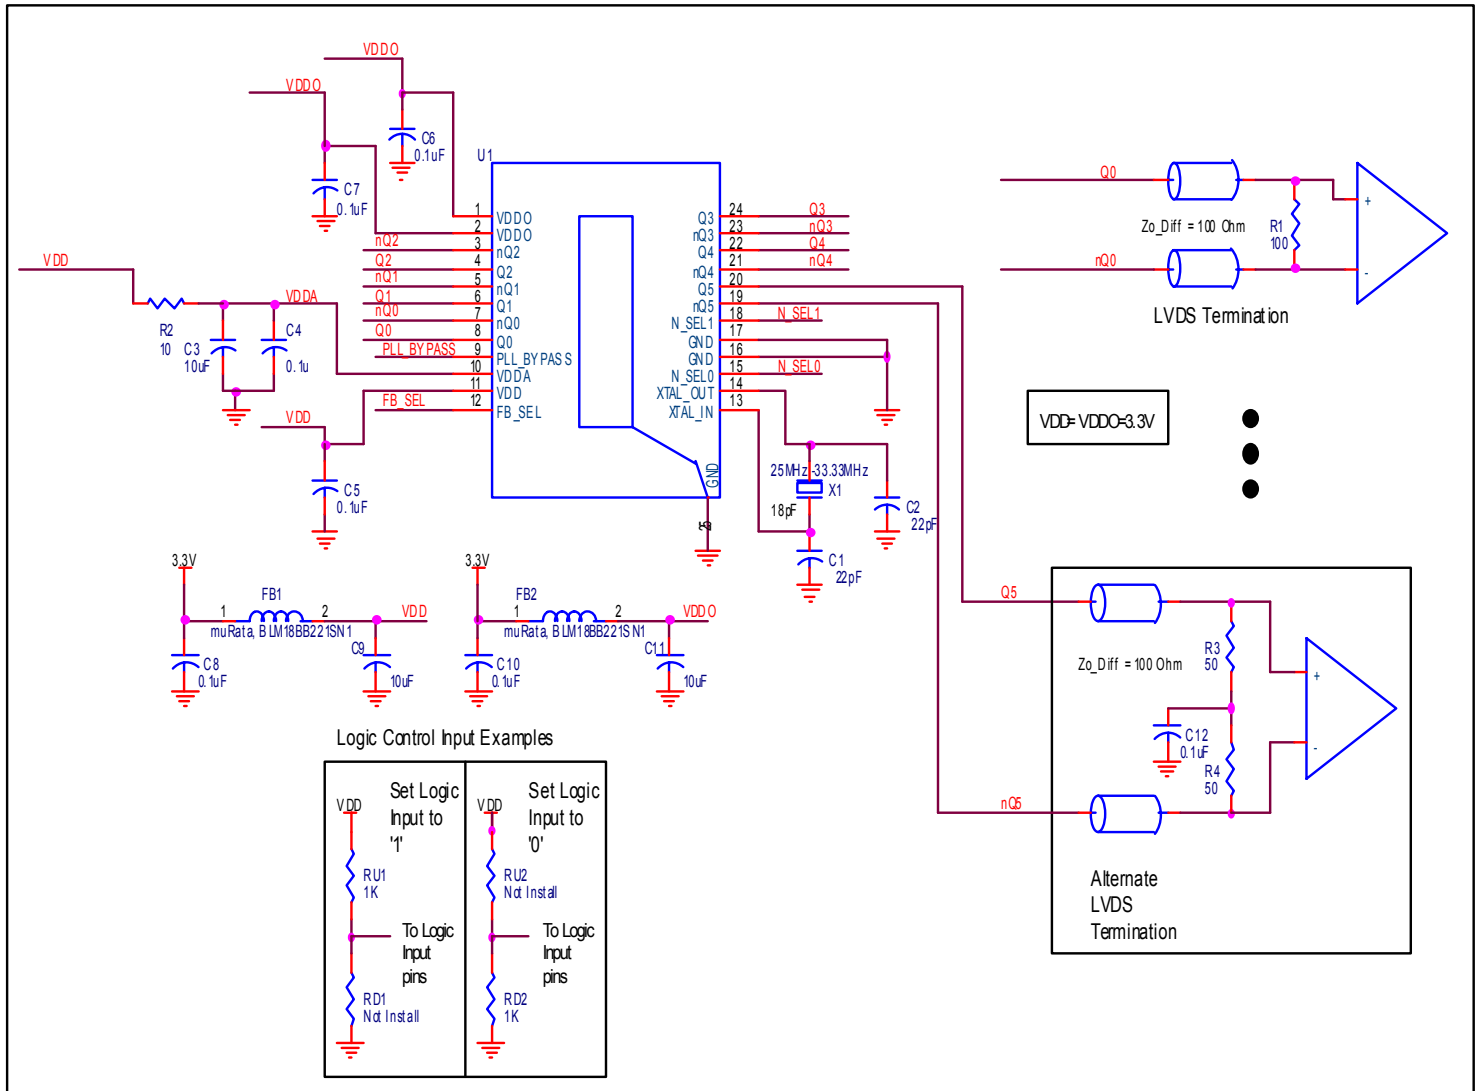 VDDO
VDDO
C6
0.1uF
U1
C7
0.1uF
1
VDDO
2
VDDO
nQ2
3
nQ2
Q2
4
Q2
nQ1
5
nQ1
Q1
6
Q1
nQ0
7
nQ0
Q0
8
Q0
PLL_BYPASS
9
PLL_BYPASS
10
VDDA
11
VDD
FB_SEL
12
FB_SEL
VDD
R2
10
VDDA
C3
10uF
C4
0.1u
VDD
C5
0.1uF
Q3
24
Q3
nQ3
23
nQ3
Q4
22
Q4
nQ4
21
nQ4
Q5
20
nQ5
19
N_SEL1
18
N_SEL1
GND
17
GND
16
N_SEL0
15
N_SEL0
XTAL_OUT
14
XTAL_IN
13
GND
25
25MHz-33.33MHz
X1
18pF
C2
22pF
C1
22pF
Q0
Zo_Diff = 100 Ohm
R1
100
nQ0
+
-
LVDS Termination
VDD=VDDO=3.3V
3.3V
FB1
1
2
VDD
muRata, BLM18BB221SN1
C8
0.1uF
C9
10uF
3.3V
FB2
1
2
VDDO
muRata, BLM18BB221SN1
C10
0.1uF
C11
10uF
Q5
Zo_Diff = 100 Ohm
R3
50
C12
0.1uF
R4
50
nQ5
+
-
Alternate
LVDS
Termination
Logic Control Input Examples
VDD
Set Logic
Input to
'1'
RU1
1K
To Logic
Input
pins
RD1
Not Install
VDD
Set Logic
Input to
'0'
RU2
Not Install
To Logic
Input
pins
RD2
1K